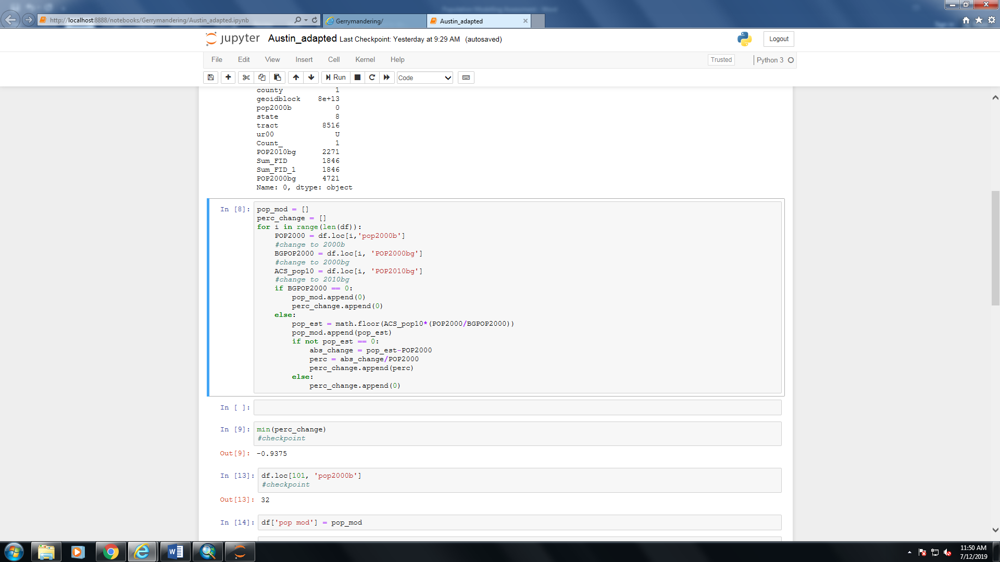 http://localhost:8888/notebooks/Gerrymandering/Austin_adapted.ipynb
Gerrymandering/
Austin_adapted
jupyter Austin_adapted Last Checkpoint: Yesterday at 9:29 AM (autosaved)
Logout
File Edit View Insert Cell Kernel Help
Trusted
Python 3
Run
Code
county 1
geoidblock 8e+13
pop2000b 0
state 8
tract 8516
ur00 U
Count_ 1
POP2010bg 2271
Sum_FID 1846
Sum_FID_1 1846
POP2000bg 4721
Name: 0, dtype: object
In [8]: pop_mod = []
perc_change = []
for i in range(len(df)):
POP2000 = df.loc[i,'pop2000b']
#change to 2000b
BGPOP2000 = df.loc[i, 'POP2000bg']
#change to 2000bg
ACS_pop10 = df.loc[i, 'POP2010bg']
#change to 2010bg
if BGPOP2000 == 0:
pop_mod.append(0)
perc_change.append(0)
else:
pop_est = math.floor(ACS_pop10*(POP2000/BGPOP2000))
pop_mod.append(pop_est)
if not pop_est == 0:
abs_change = pop_est-POP2000
perc = abs_change/POP2000
perc_change.append(perc)
else:
perc_change.append(0)
In [ ]:
In [9]: min(perc_change)
#checkpoint
Out[9]: -0.9375
In [13]: df.loc[101, 'pop2000b']
#checkpoint
Out[13]: 32
In [14]: df['pop mod'] = pop_mod
11:50 AM
7/12/2019